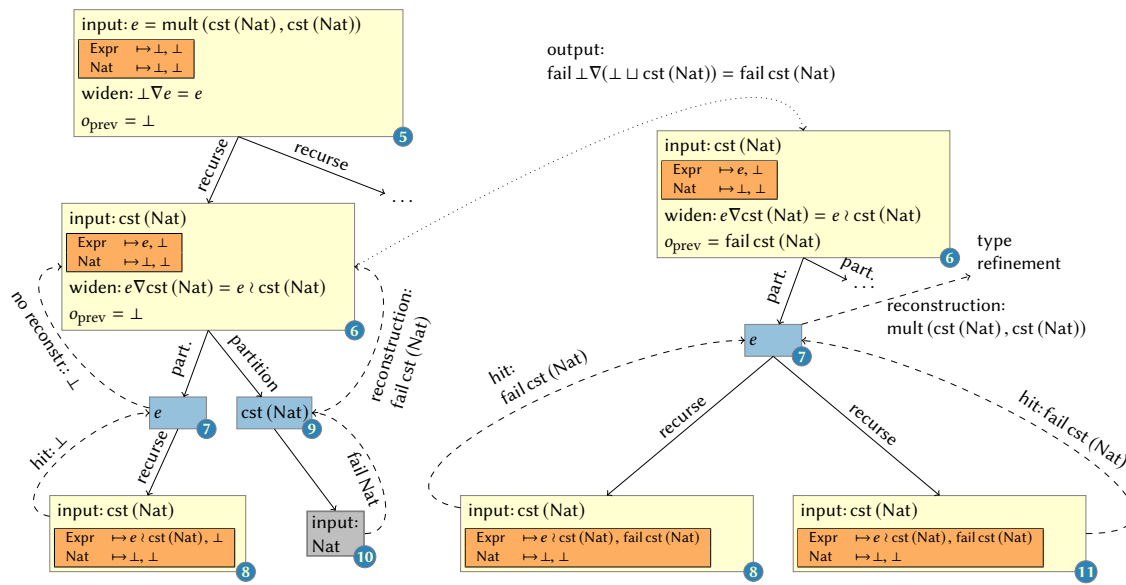 input: e = mult (cst (Nat) , cst (Nat))
Expr ↦ ⊥, ⊥
Nat ↦ ⊥, ⊥
widen: ⊥∇e = e
o_prev = ⊥
5
recurse
recurse
. . .
input: cst (Nat)
Expr ↦ e, ⊥
Nat ↦ ⊥, ⊥
widen: e∇cst (Nat) = e ≀ cst (Nat)
o_prev = ⊥
6
no reconstr.: ⊥
part.
partition
reconstruction:
fail cst (Nat)
e
7
cst (Nat)
9
hit: ⊥
recurse
fail Nat
input: cst (Nat)
Expr ↦ e ≀ cst (Nat) , ⊥
Nat ↦ ⊥, ⊥
8
input:
Nat
10
output:
fail ⊥∇(⊥ ⊔ cst (Nat)) = fail cst (Nat)
input: cst (Nat)
Expr ↦ e, ⊥
Nat ↦ ⊥, ⊥
widen: e∇cst (Nat) = e ≀ cst (Nat)
o_prev = fail cst (Nat)
6
type
refinement
part.
part.
. . .
reconstruction:
mult (cst (Nat) , cst (Nat))
e
7
hit:
fail cst (Nat)
recurse
recurse
hit: fail cst (Nat)
input: cst (Nat)
Expr ↦ e ≀ cst (Nat) , fail cst (Nat)
Nat ↦ ⊥, ⊥
8
input: cst (Nat)
Expr ↦ e ≀ cst (Nat) , fail cst (Nat)
Nat ↦ ⊥, ⊥
11